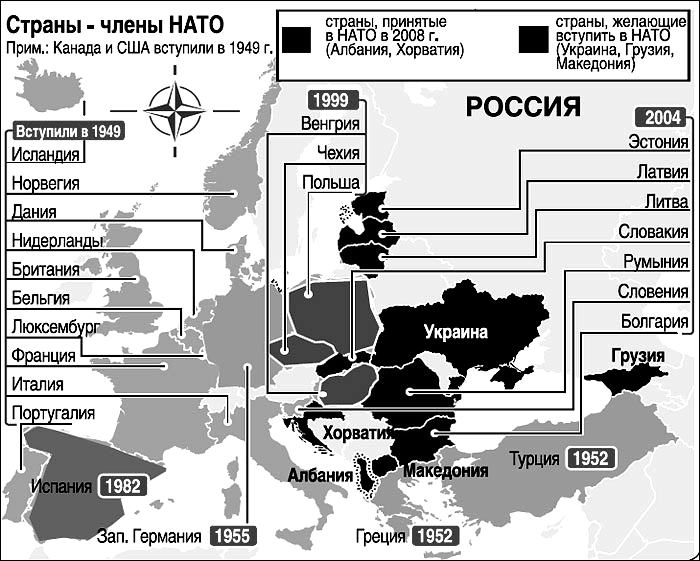 Страны - члены НАТО
Прим.: Канада и США вступили в 1949 г.
страны, принятые
в НАТО в 2008 г.
(Албания, Хорватия)
страны, желающие
вступить в НАТО
(Украина, Грузия,
Македония)
РОССИЯ
Вступили в 1949
Исландия
Норвегия
Дания
Нидерланды
Британия
Бельгия
Люксембург
Франция
Италия
Португалия
1999
Венгрия
Чехия
Польша
2004
Эстония
Латвия
Литва
Словакия
Румыния
Словения
Болгария
Украина
Грузия
Хорватия
Албания
Македония
Турция 1952
Испания 1982
Зап. Германия 1955
Греция 1952